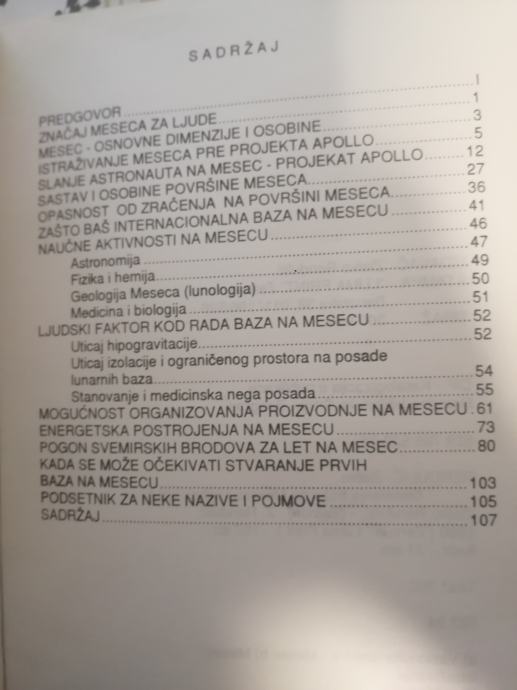 SADRŽAJ
PREDGOVOR I
ZNAČAJ MESECA ZA LJUDE 1
MESEC - OSNOVNE DIMENZIJE I OSOBINE 3
ISTRAŽIVANJE MESECA PRE PROJEKTA APOLLO 5
SLANJE ASTRONAUTA NA MESEC - PROJEKAT APOLLO 12
SASTAV I OSOBINE POVRŠINE MESECA 27
OPASNOST OD ZRAČENJA NA POVRŠINI MESECA 36
ZAŠTO BAŠ INTERNACIONALNA BAZA NA MESECU 41
NAUČNE AKTIVNOSTI NA MESECU 46
Astronomija 47
Fizika i hemija 49
Geologija Meseca (lunologija) 50
Medicina i biologija 51
LJUDSKI FAKTOR KOD RADA BAZA NA MESECU 52
Uticaj hipogravitacije 52
Uticaj izolacije i ograničenog prostora na posade
lunarnih baza 54
Stanovanje i medicinska nega posada 55
MOGUĆNOST ORGANIZOVANJA PROIZVODNJE NA MESECU . 61
ENERGETSKA POSTROJENJA NA MESECU 73
POGON SVEMIRSKIH BRODOVA ZA LET NA MESEC 80
KADA SE MOŽE OČEKIVATI STVARANJE PRVIH
BAZA NA MESECU 103
PODSETNIK ZA NEKE NAZIVE I POJMOVE 105
SADRŽAJ 107